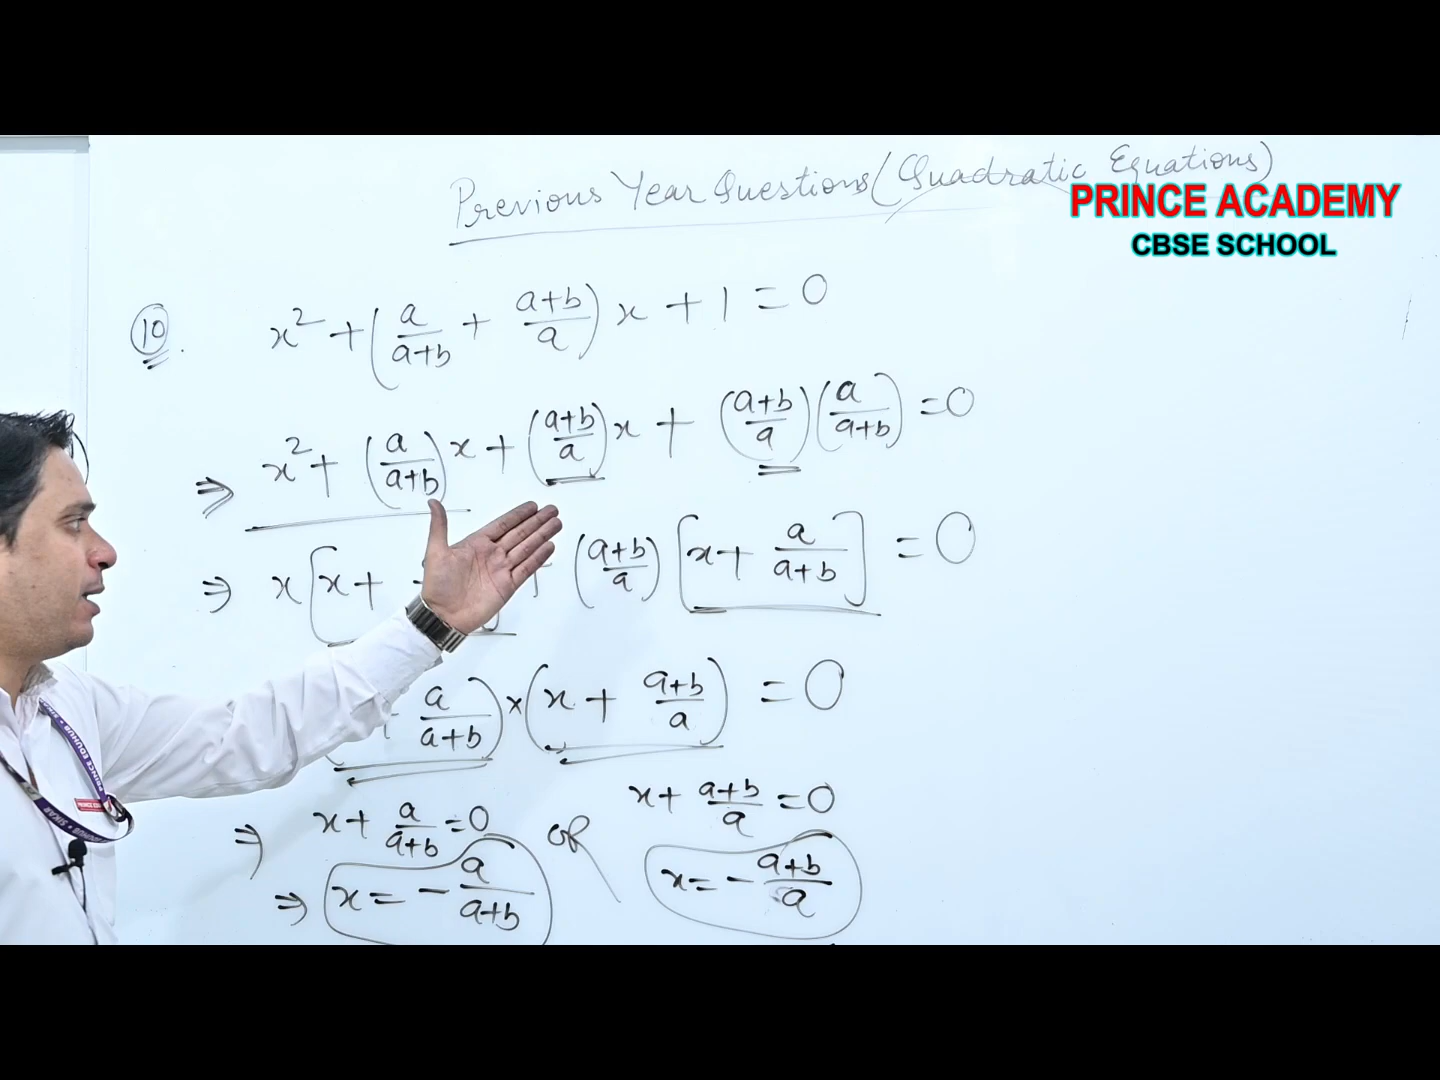 Previous Year Questions (Quadratic Equations)
PRINCE ACADEMY
CBSE SCHOOL
10. x² + (a/(a+b) + (a+b)/a) x + 1 = 0
⇒ x² + (a/(a+b)) x + ((a+b)/a) x + ((a+b)/a) (a/(a+b)) = 0
⇒ x [x + + ((a+b)/a) [x + a/(a+b)] = 0
a/(a+b)) × (x + (a+b)/a) = 0
⇒ x + a/(a+b) = 0 or x + (a+b)/a = 0
⇒ x = - a/(a+b) x = - (a+b)/a